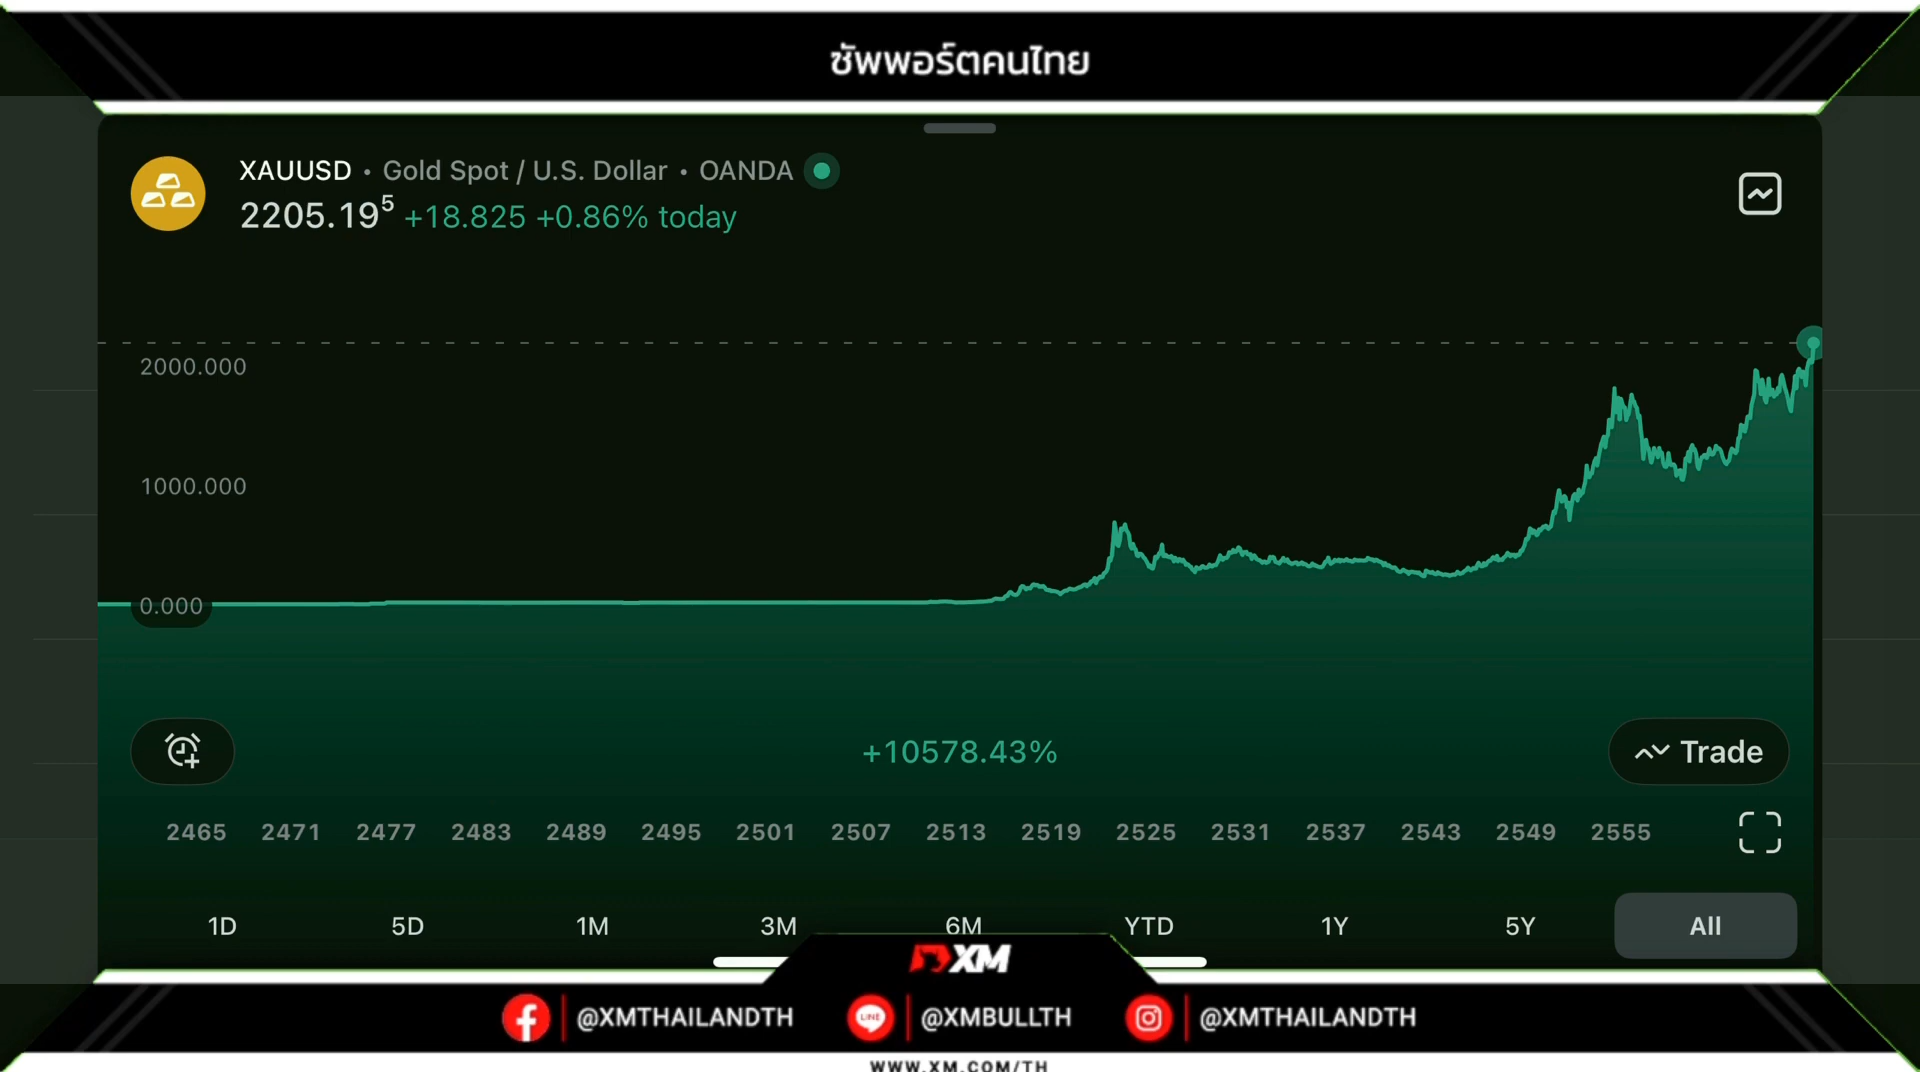 ซัพพอร์ตคนไทย
XAUUSD • Gold Spot / U.S. Dollar • OANDA
2205.195 +18.825 +0.86% today
2000.000
1000.000
0.000
+10578.43%
Trade
2465 2471 2477 2483 2489 2495 2501 2507 2513 2519 2525 2531 2537 2543 2549 2555
1D 5D 1M 3M 6M YTD 1Y 5Y All
XM
@XMTHAILANDTH LINE @XMBULLTH @XMTHAILANDTH
WWW.XM.COM/TH